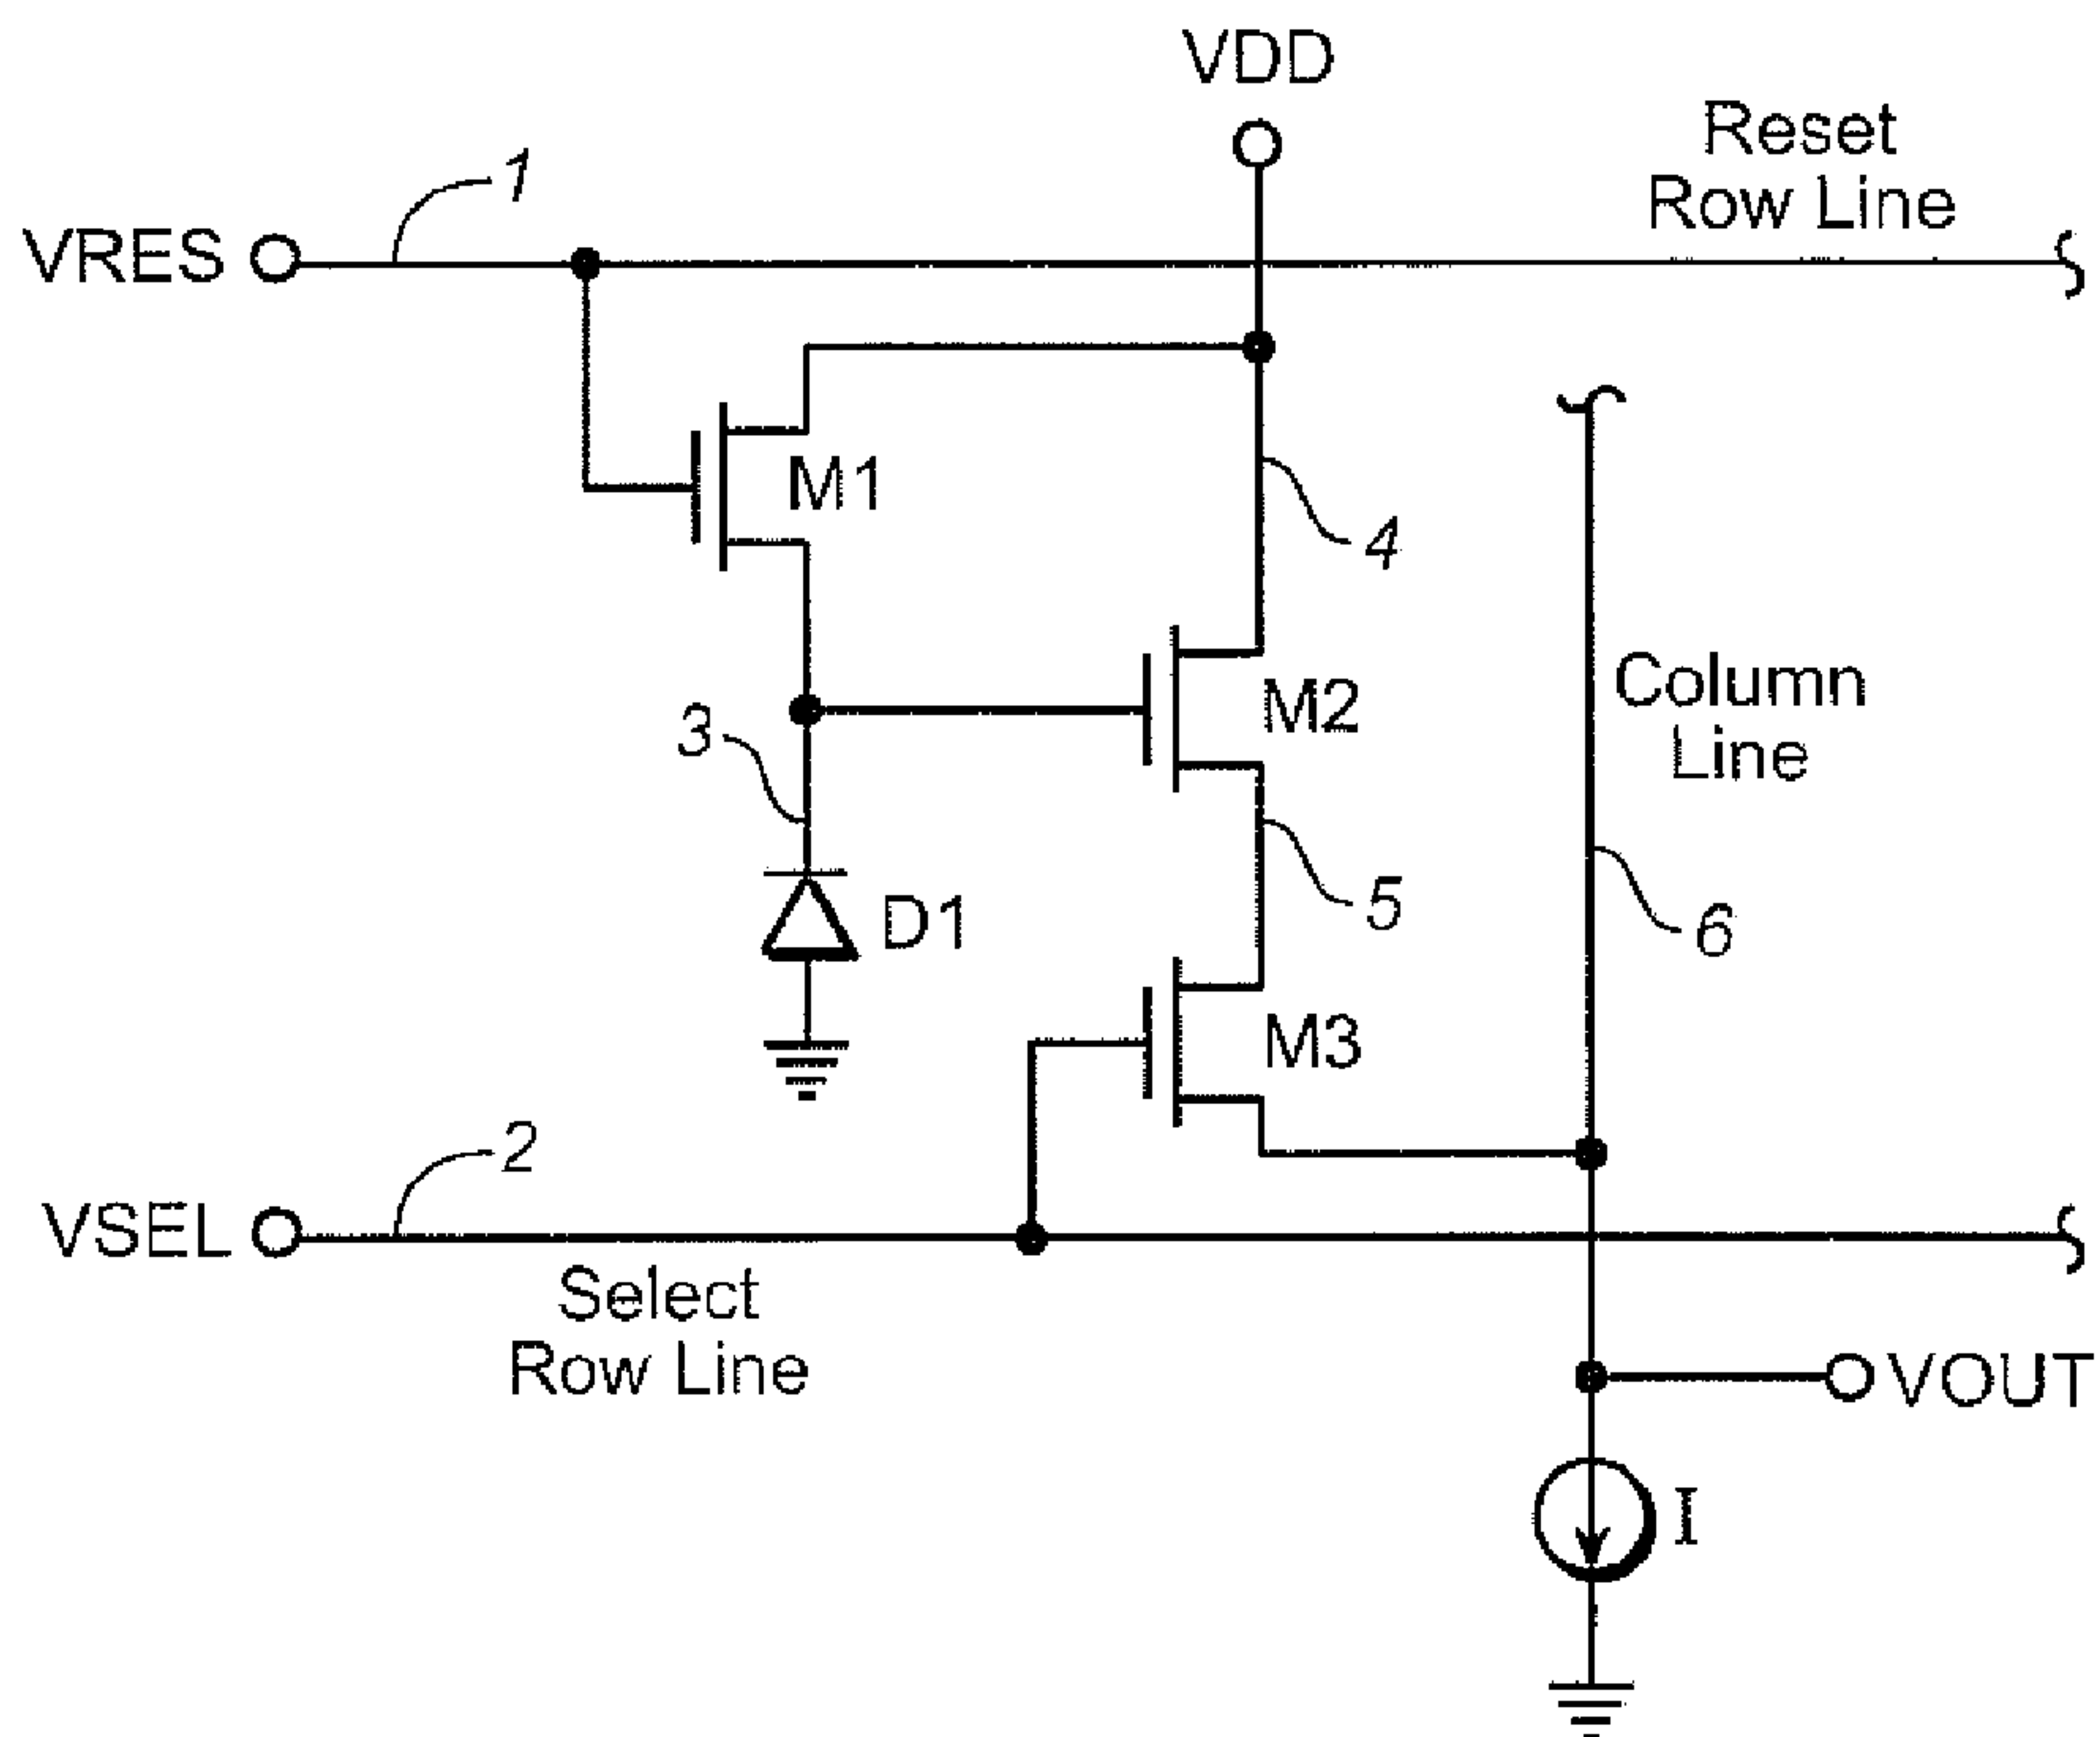 VDD
Reset
Row Line
1
VRES
M1
4
M2
Column
Line
3
D1
5
6
M3
2
VSEL
Select
Row Line
VOUT
I